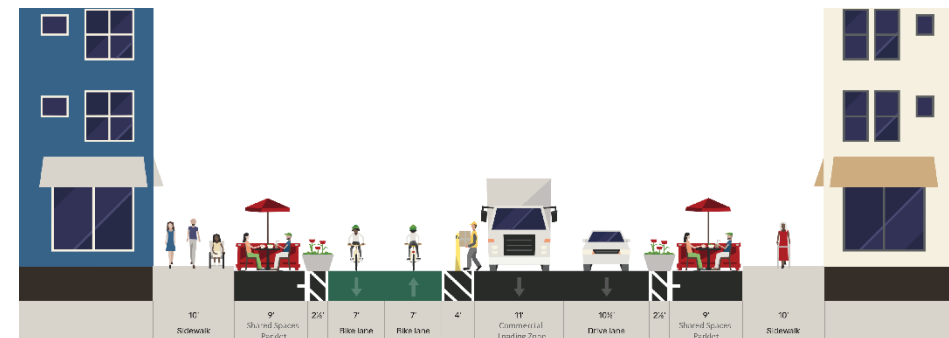 10'
Sidewalk
9'
Shared Spaces
Parklet
2½'
7'
Bike lane
7'
Bike lane
4'
11'
Commercial
Loading Zone
10½'
Drive lane
2½'
9'
Shared Spaces
Parklet
10'
Sidewalk